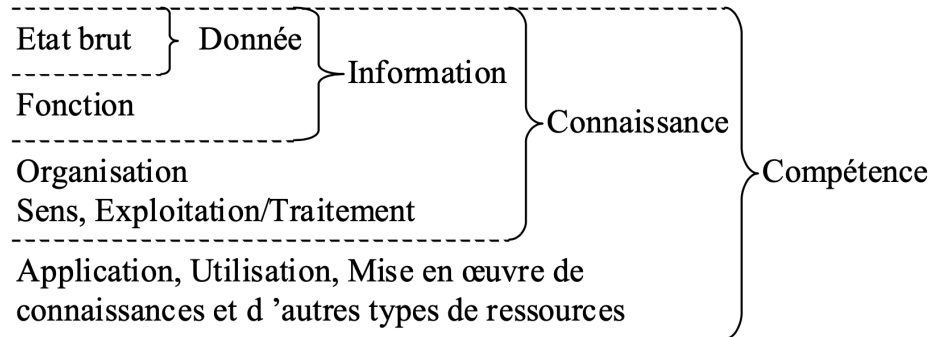 Etat brut
Donnée
Information
Fonction
Connaissance
Organisation
Compétence
Sens, Exploitation/Traitement
Application, Utilisation, Mise en œuvre de
connaissances et d ’autres types de ressources